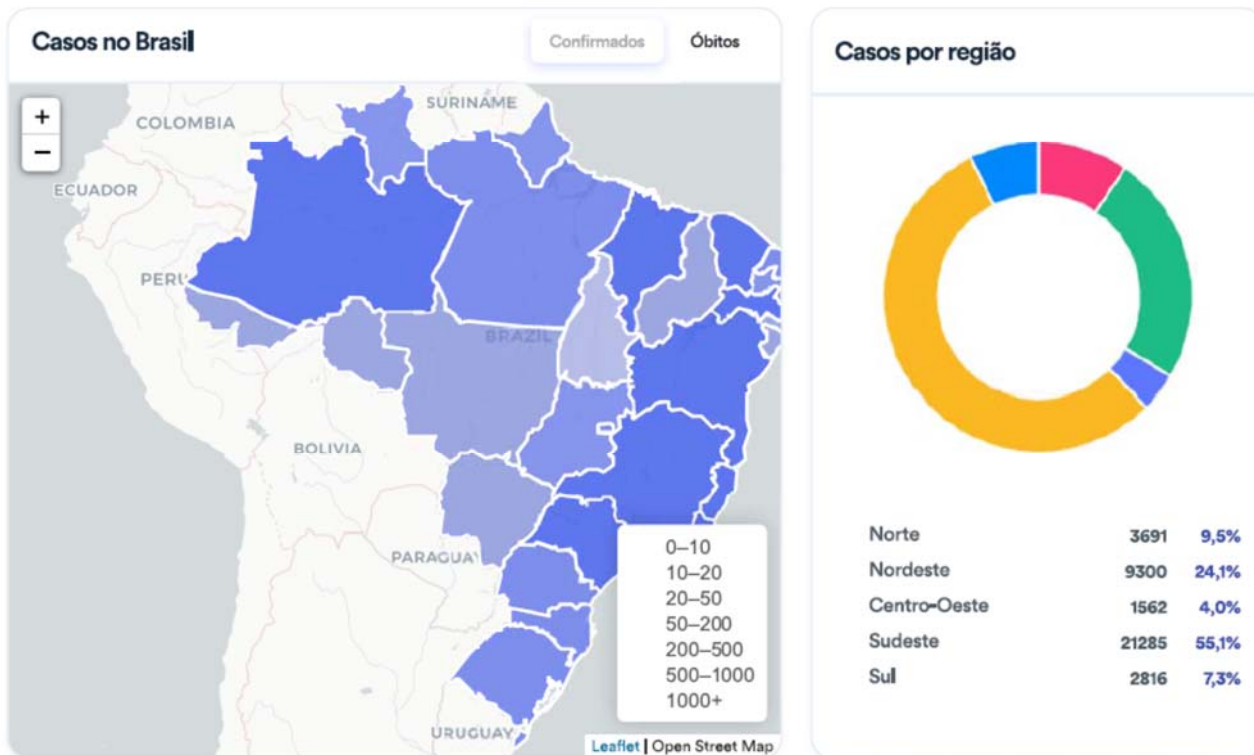 Casos no Brasil
Confirmados
Óbitos
+
−
SURINAME
COLOMBIA
ECUADOR
PERU
BRAZIL
BOLIVIA
PARAGUAY
URUGUAY
0–10
10–20
20–50
50–200
200–500
500–1000
1000+
Leaflet | Open Street Map
Casos por região
Norte 3691 9,5%
Nordeste 9300 24,1%
Centro-Oeste 1562 4,0%
Sudeste 21285 55,1%
Sul 2816 7,3%